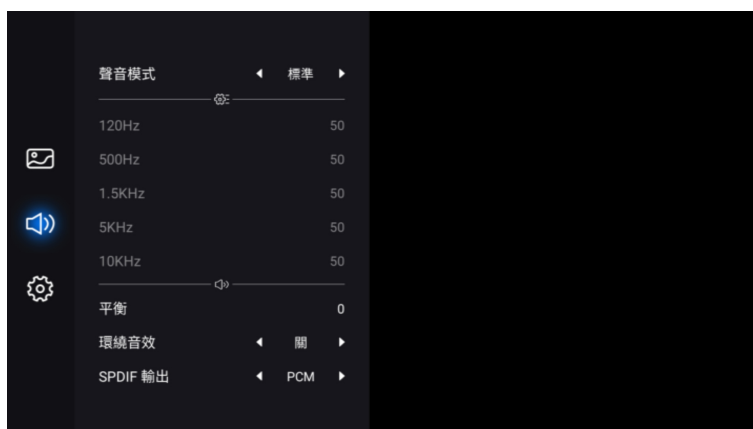 聲音模式 標準
120Hz 50
500Hz 50
1.5KHz 50
5KHz 50
10KHz 50
平衡 0
環繞音效 關
SPDIF 輸出 PCM